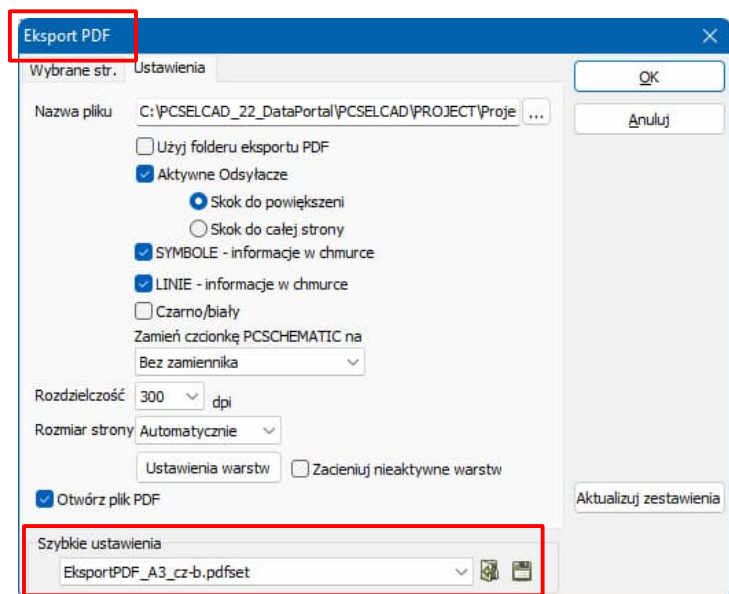 Eksport PDF
Wybrane str. Ustawienia
OK
Nazwa pliku C:\PCSELCAD_22_DataPortal\PCSELCAD\PROJECT\Proje ...
Anuluj
Użyj folderu eksportu PDF
Aktywne Odsyłacze
Skok do powiększeni
Skok do całej strony
SYMBOLE - informacje w chmurce
LINIE - informacje w chmurce
Czarno/biały
Zamień czcionkę PCSCHEMATIC na
Bez zamiennika
Rozdzielczość 300 dpi
Rozmiar strony Automatycznie
Ustawienia warstw Zacieniuj nieaktywne warstw
Otwórz plik PDF
Aktualizuj zestawienia
Szybkie ustawienia
EksportPDF_A3_cz-b.pdfset